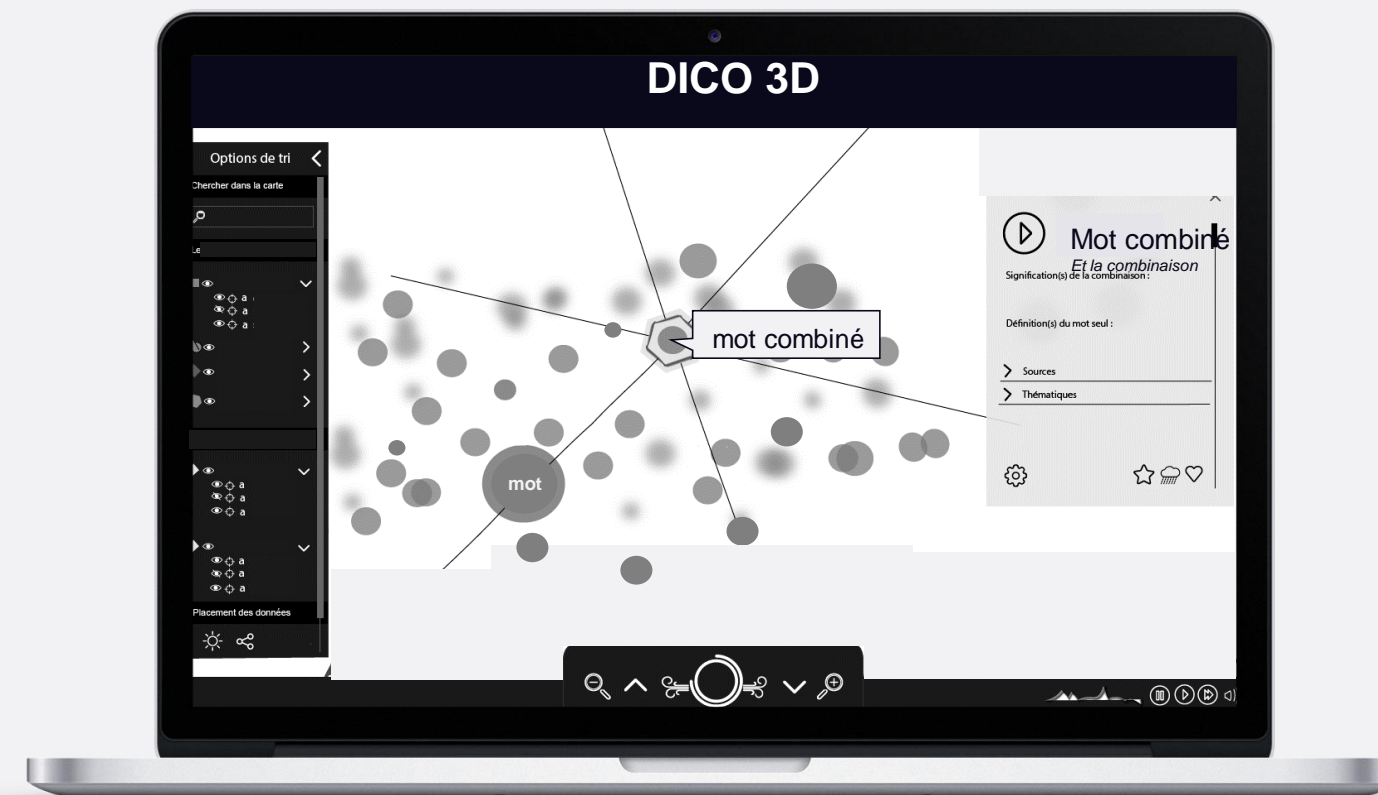 DICO 3D
Options de tri
Chercher dans la carte
Le
a
a
a
a
a
a
a
a
a
Placement des données
mot combiné
mot
Mot combiné
Et la combinaison
Signification(s) de la combinaison :
Définition(s) du mot seul :
Sources
Thématiques